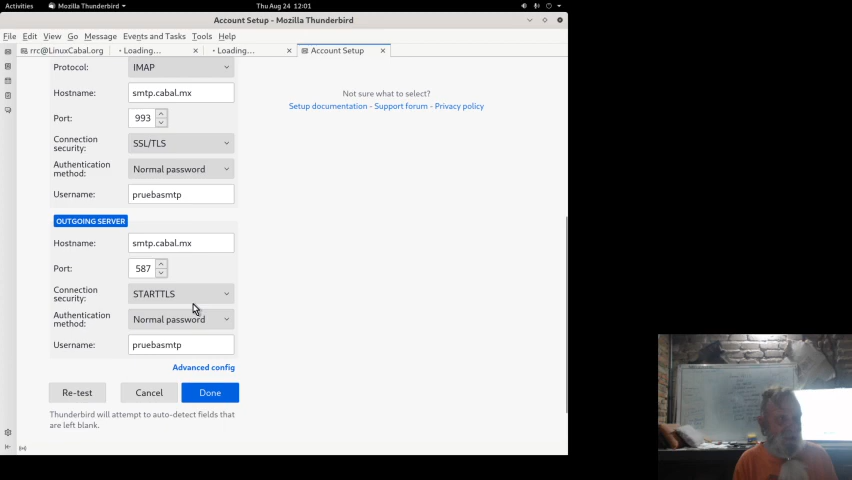 Activities Mozilla Thunderbird Thu Aug 24 12:01
Account Setup - Mozilla Thunderbird
File Edit View Go Message Events and Tasks Tools Help
rrc@LinuxCabal.org Loading... Loading... Account Setup
Protocol: IMAP
Hostname: smtp.cabal.mx
Port: 993
Connection security: SSL/TLS
Authentication method: Normal password
Username: pruebasmtp
OUTGOING SERVER
Hostname: smtp.cabal.mx
Port: 587
Connection security: STARTTLS
Authentication method: Normal password
Username: pruebasmtp
Advanced config
Re-test Cancel Done
Thunderbird will attempt to auto-detect fields that
are left blank.
Not sure what to select?
Setup documentation - Support forum - Privacy policy